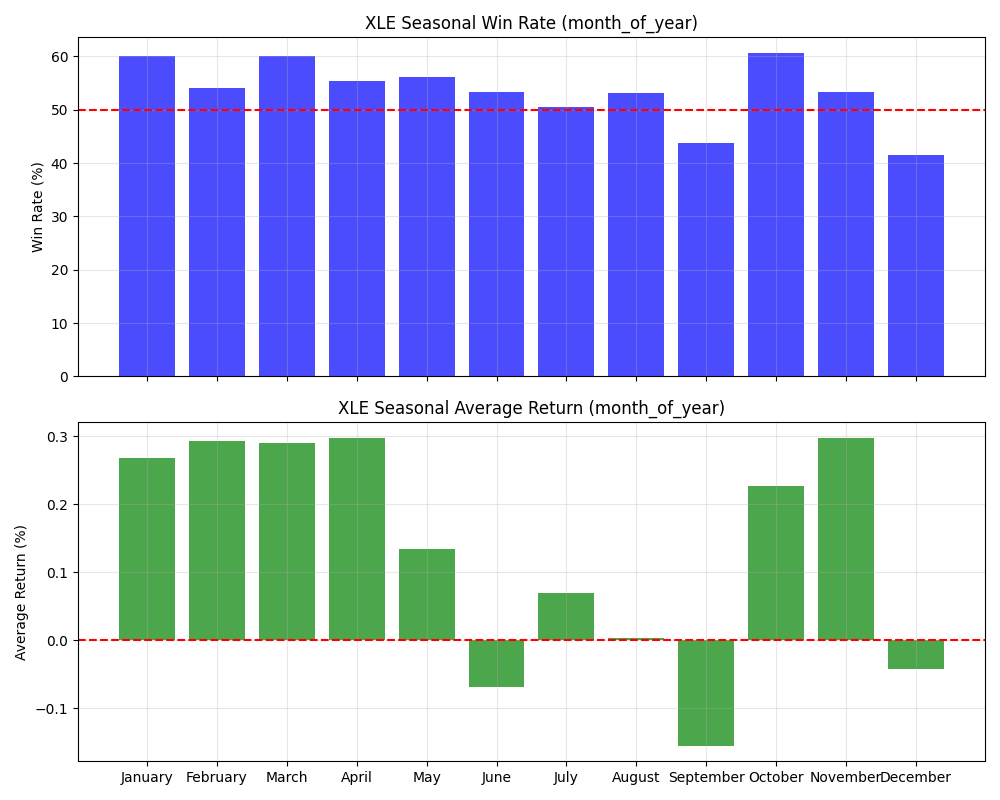 XLE Seasonal Win Rate (month_of_year)
60
50
40
30
20
10
0
Win Rate (%)
XLE Seasonal Average Return (month_of_year)
0.3
0.2
0.1
0.0
−0.1
Average Return (%)
January February March April May June July August September October November December